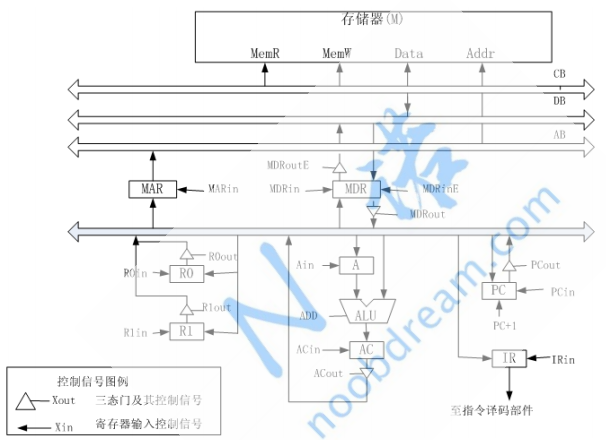 存储器(M)
MemR MemW Data Addr
CB
DB
AB
MDRoutE
MAR MARin MDRin MDR MDRinE
MDRout
R0out
R0in R0
R1out
R1in R1
Ain A
ADD ALU
ACin AC
ACout
PCout
PC PCin
PC+1
IR IRin
至指令译码部件
控制信号图例
Xout 三态门及其控制信号
Xin 寄存器输入控制信号
N诺
noobdream.com